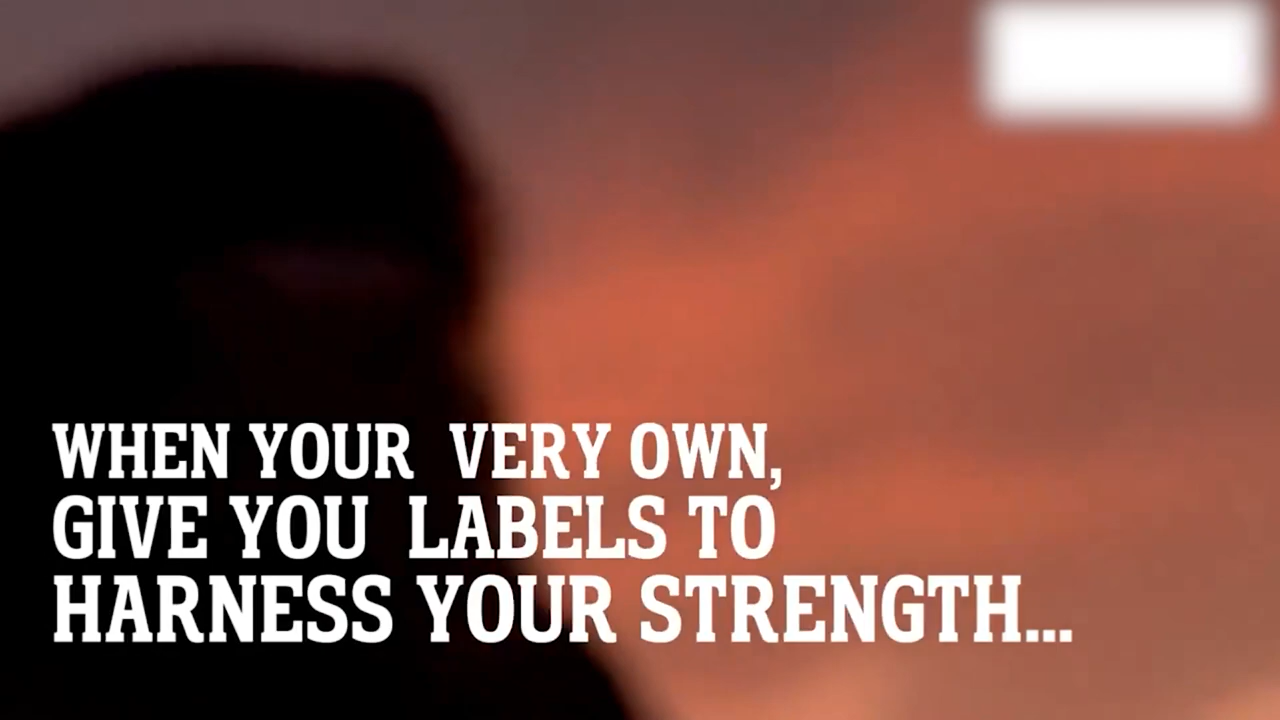 WHEN YOUR VERY OWN,
GIVE YOU LABELS TO
HARNESS YOUR STRENGTH...